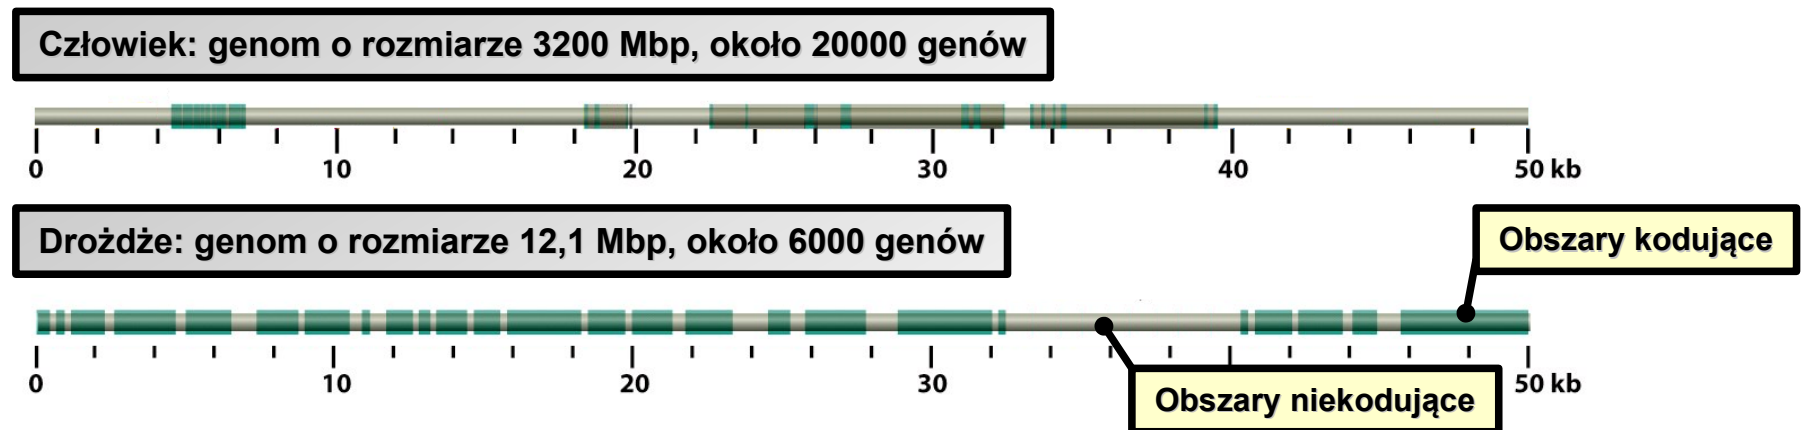 Człowiek: genom o rozmiarze 3200 Mbp, około 20000 genów
0 10 20 30 40 50 kb
Drożdże: genom o rozmiarze 12,1 Mbp, około 6000 genów
Obszary kodujące
0 10 20 30 50 kb
Obszary niekodujące